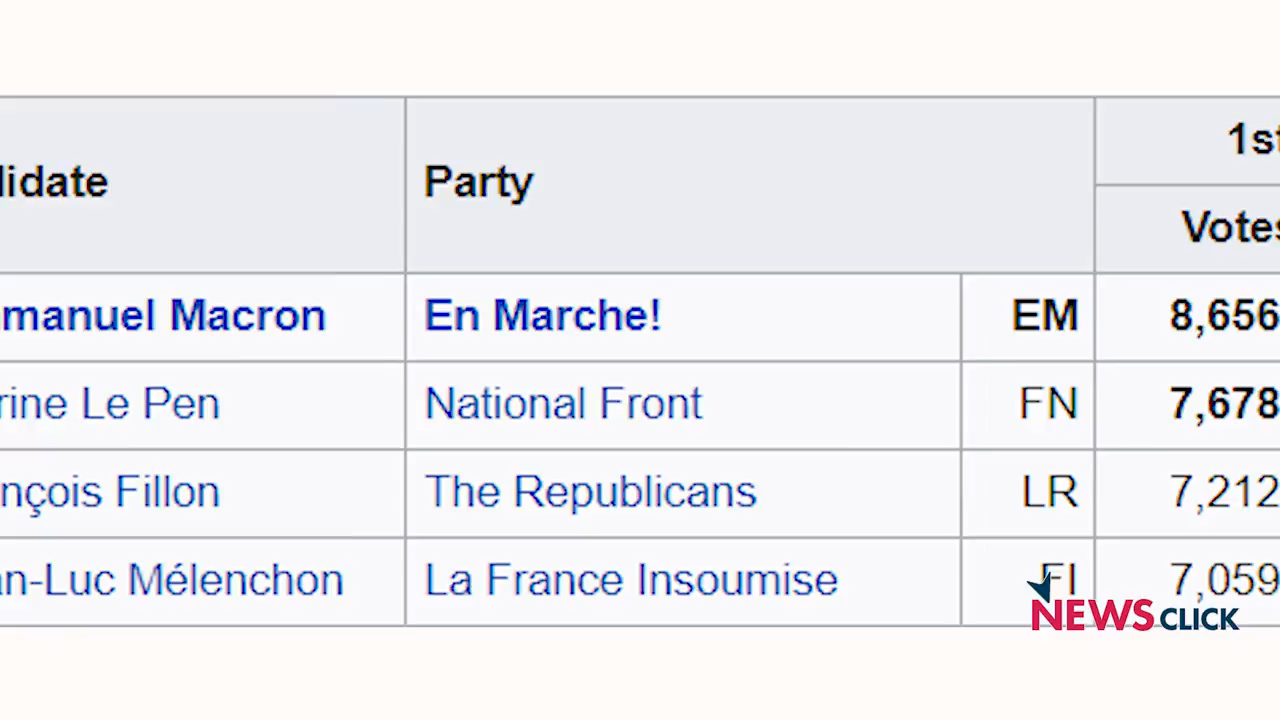 lidate Party 1st
Votes
manuel Macron En Marche! EM 8,656
rine Le Pen National Front FN 7,678
nçois Fillon The Republicans LR 7,212
an-Luc Mélenchon La France Insoumise FI 7,059
NEWSCLICK